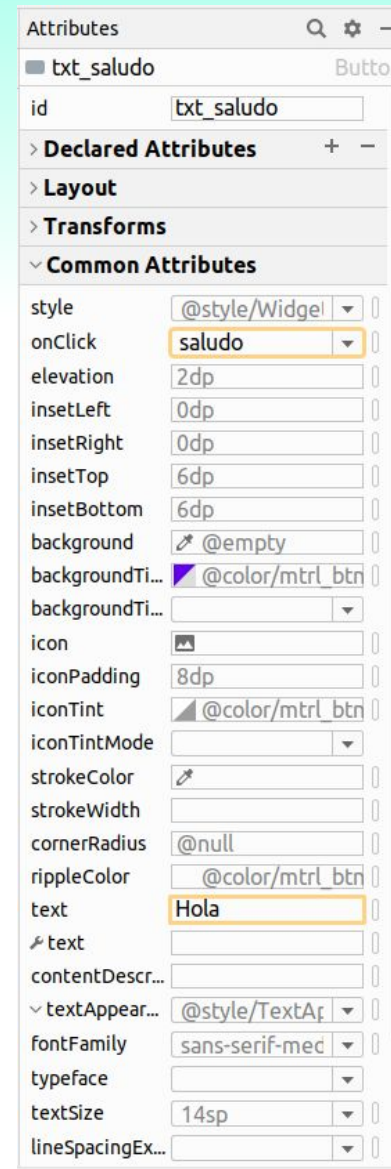 Attributes
txt_saludo Butto
id txt_saludo
Declared Attributes + −
Layout
Transforms
Common Attributes
style @style/Widget
onClick saludo
elevation 2dp
insetLeft 0dp
insetRight 0dp
insetTop 6dp
insetBottom 6dp
background @empty
backgroundTi... @color/mtrl_btn
backgroundTi...
icon
iconPadding 8dp
iconTint @color/mtrl_btn
iconTintMode
strokeColor
strokeWidth
cornerRadius @null
rippleColor @color/mtrl_btn
text Hola
text
contentDescr...
textAppear... @style/TextAp
fontFamily sans-serif-med
typeface
textSize 14sp
lineSpacingEx...